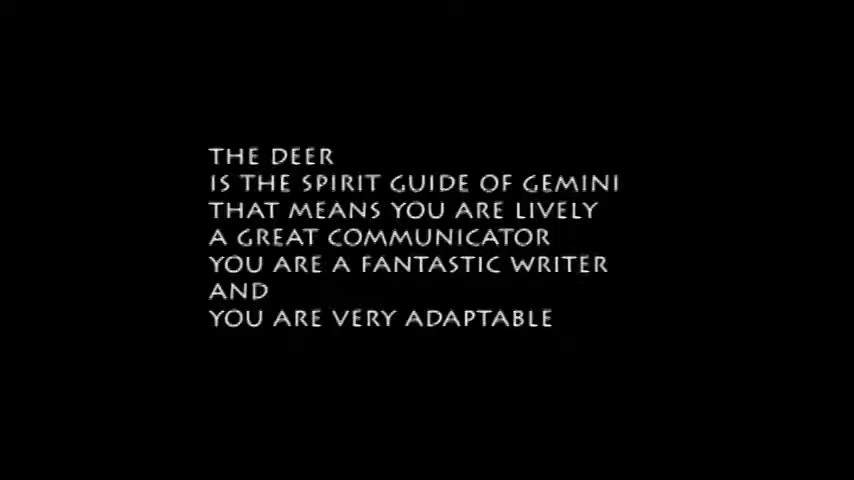 THE DEER
IS THE SPIRIT GUIDE OF GEMINI
THAT MEANS YOU ARE LIVELY
A GREAT COMMUNICATOR
YOU ARE A FANTASTIC WRITER
AND
YOU ARE VERY ADAPTABLE